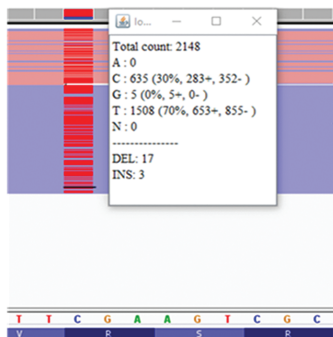 lo...
Total count: 2148
A : 0
C : 635 (30%, 283+, 352- )
G : 5 (0%, 5+, 0- )
T : 1508 (70%, 653+, 855- )
N : 0
---------------
DEL: 17
INS: 3
T T C G A A G T C G C
V R S R